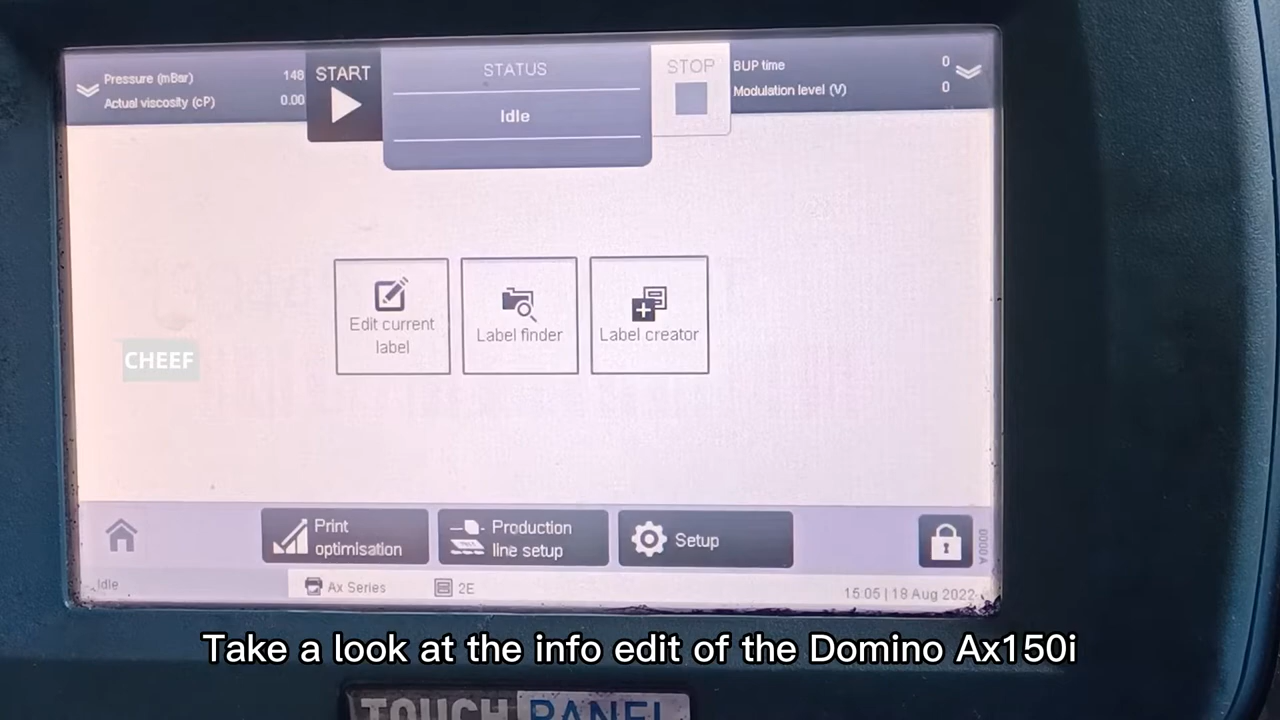 Pressure (mBar) 148
Actual viscosity (cP) 0.00
START
STATUS
Idle
STOP
BUP time 0
Modulation level (V) 0
Edit current
label
Label finder
Label creator
CHEEF
Print
optimisation
Production
line setup
Setup
0000A
Idle
Ax Series
2E
15:05 | 18 Aug 2022
Take a look at the info edit of the Domino Ax150i
TOUCH PANEL